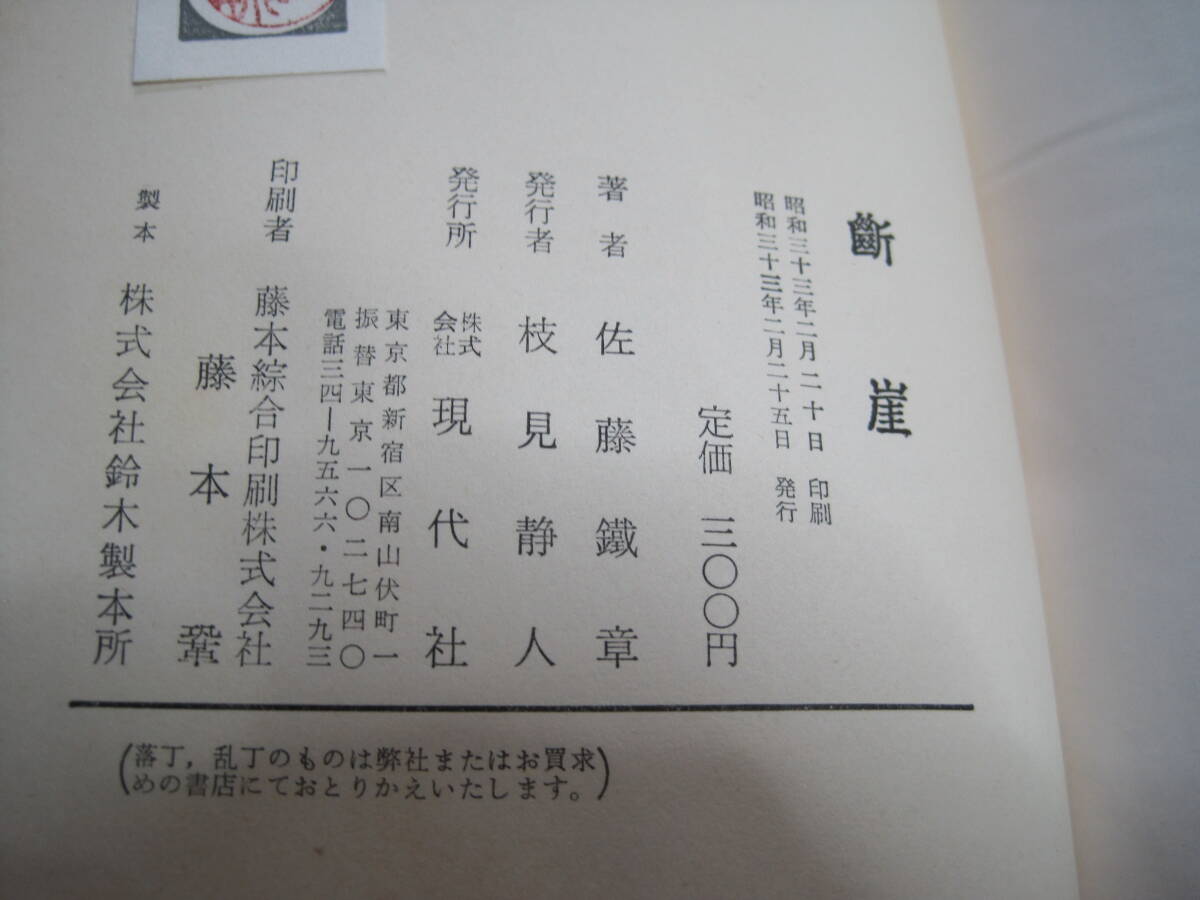 斷崖
昭和三十三年二月二十日 印刷
昭和三十三年二月二十五日 発行
定価 三〇〇円
著者 佐藤鐵章
発行者 枝見静人
発行所 株式会社 現代社
東京都新宿区南山伏町一
振替東京一〇二七四〇
電話三四―九五六六・九二九三
印刷者 藤本綜合印刷株式会社
藤本 鞏
製本 株式会社鈴木製本所
(落丁,乱丁のものは弊社またはお買求
めの書店にておとりかえいたします。)